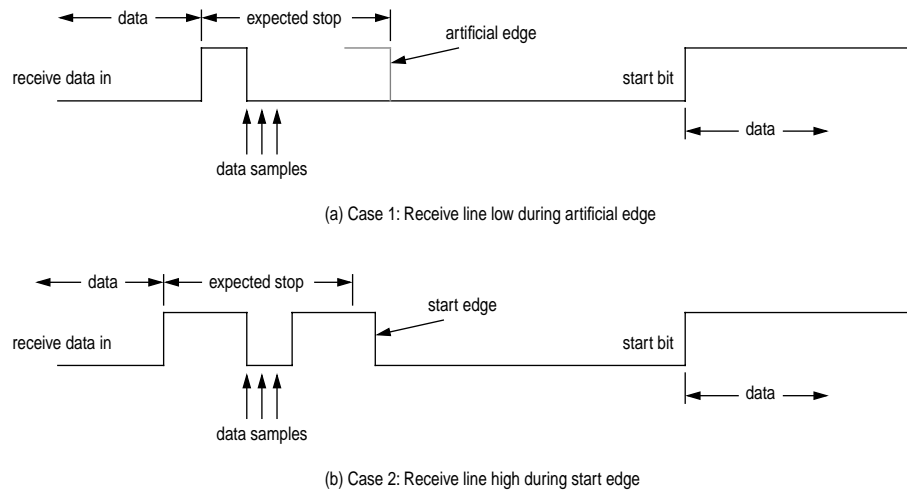 data
expected stop
artificial edge
receive data in
start bit
data
data samples
(a) Case 1: Receive line low during artificial edge
data
expected stop
start edge
receive data in
start bit
data
data samples
(b) Case 2: Receive line high during start edge